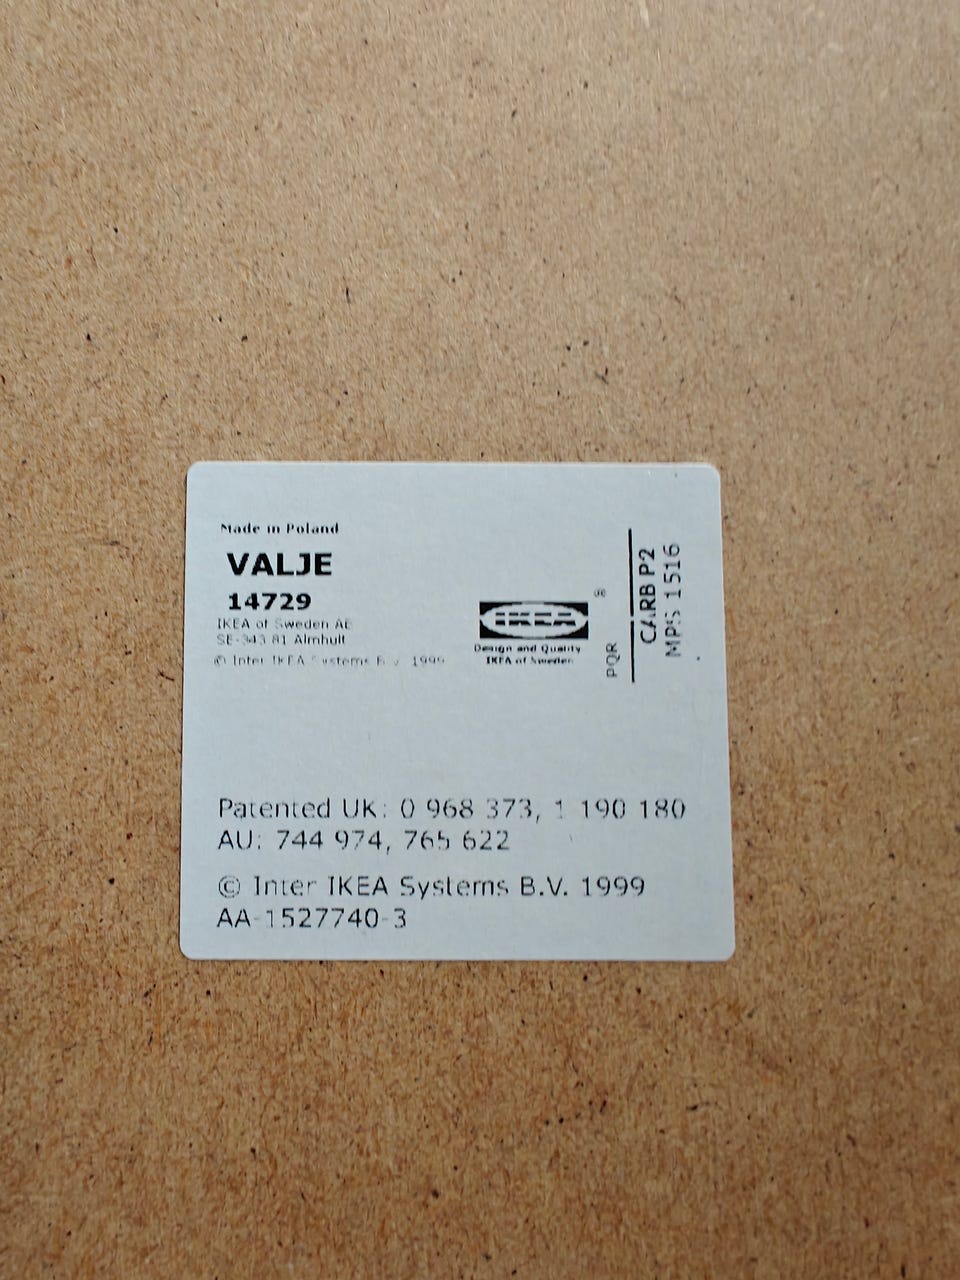 Made in Poland
VALJE
14729
IKEA of Sweden AB
SE-343 81 Älmhult
© Inter IKEA Systems B.V. 1999
IKEA ®
Design and Quality
IKEA of Sweden
PQR
CARB P2
MPS 1516
Patented UK: 0 968 373, 1 190 180
AU: 744 974, 765 622
© Inter IKEA Systems B.V. 1999
AA-1527740-3